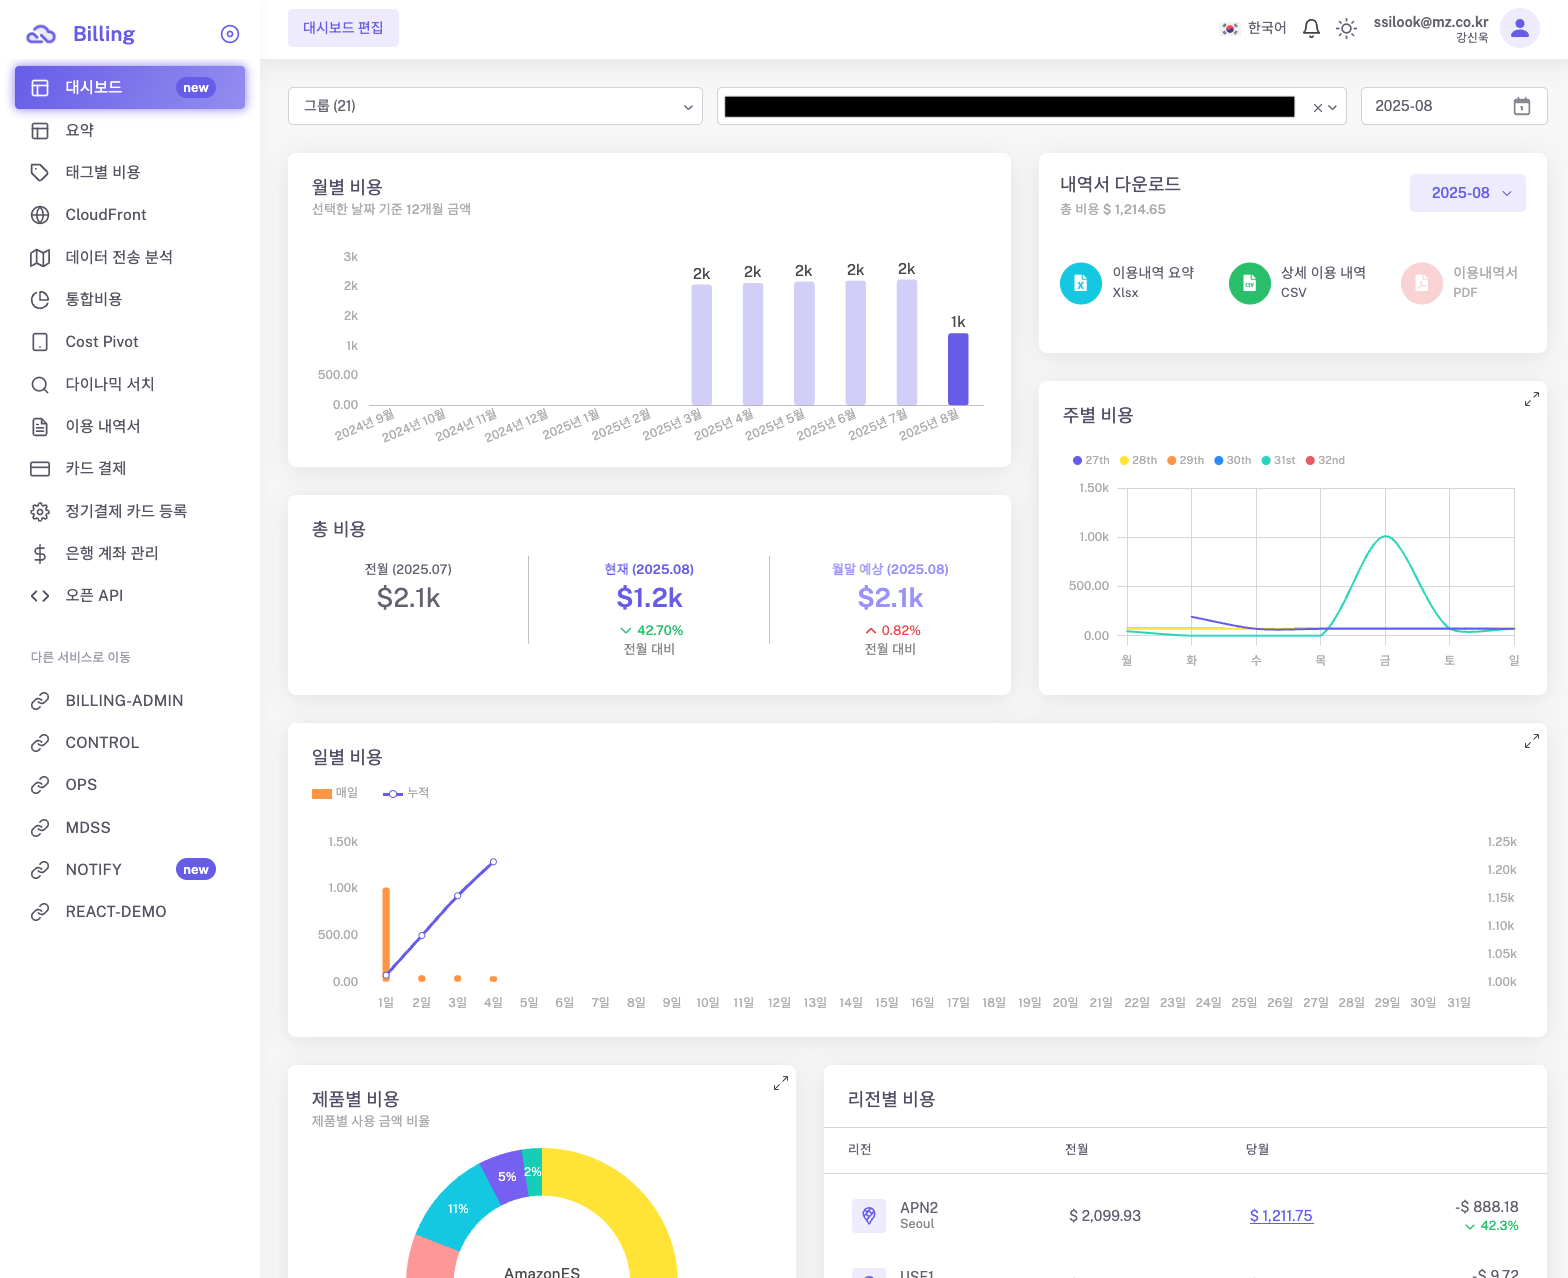 Billing
대시보드 new
요약
태그별 비용
CloudFront
데이터 전송 분석
통합비용
Cost Pivot
다이나믹 서치
이용 내역서
카드 결제
정기결제 카드 등록
은행 계좌 관리
오픈 API
다른 서비스로 이동
BILLING-ADMIN
CONTROL
OPS
MDSS
NOTIFY new
REACT-DEMO
대시보드 편집
한국어
ssilook@mz.co.kr
강신욱
그룹 (21)
2025-08
월별 비용
선택한 날짜 기준 12개월 금액
3k
2k
2k
1k
500.00
0.00
2k 2k 2k 2k 2k 1k
2024년 9월 2024년 10월 2024년 11월 2024년 12월 2025년 1월 2025년 2월 2025년 3월 2025년 4월 2025년 5월 2025년 6월 2025년 7월 2025년 8월
내역서 다운로드
총 비용 $ 1,214.65
2025-08
이용내역 요약
Xlsx
상세 이용 내역
CSV
이용내역서
PDF
총 비용
전월 (2025.07)
$2.1k
현재 (2025.08)
$1.2k
42.70%
전월 대비
월말 예상 (2025.08)
$2.1k
0.82%
전월 대비
주별 비용
27th 28th 29th 30th 31st 32nd
1.50k
1.00k
500.00
0.00
월 화 수 목 금 토 일
일별 비용
매일 누적
1.50k
1.00k
500.00
0.00
1.25k
1.20k
1.15k
1.10k
1.05k
1.00k
1일 2일 3일 4일 5일 6일 7일 8일 9일 10일 11일 12일 13일 14일 15일 16일 17일 18일 19일 20일 21일 22일 23일 24일 25일 26일 27일 28일 29일 30일 31일
제품별 비용
제품별 사용 금액 비율
11% 5% 2%
AmazonES
리전별 비용
리전 전월 당월
APN2
Seoul
$ 2,099.93
$ 1,211.75
-$ 888.18
42.3%
USE1
-$ 9.72